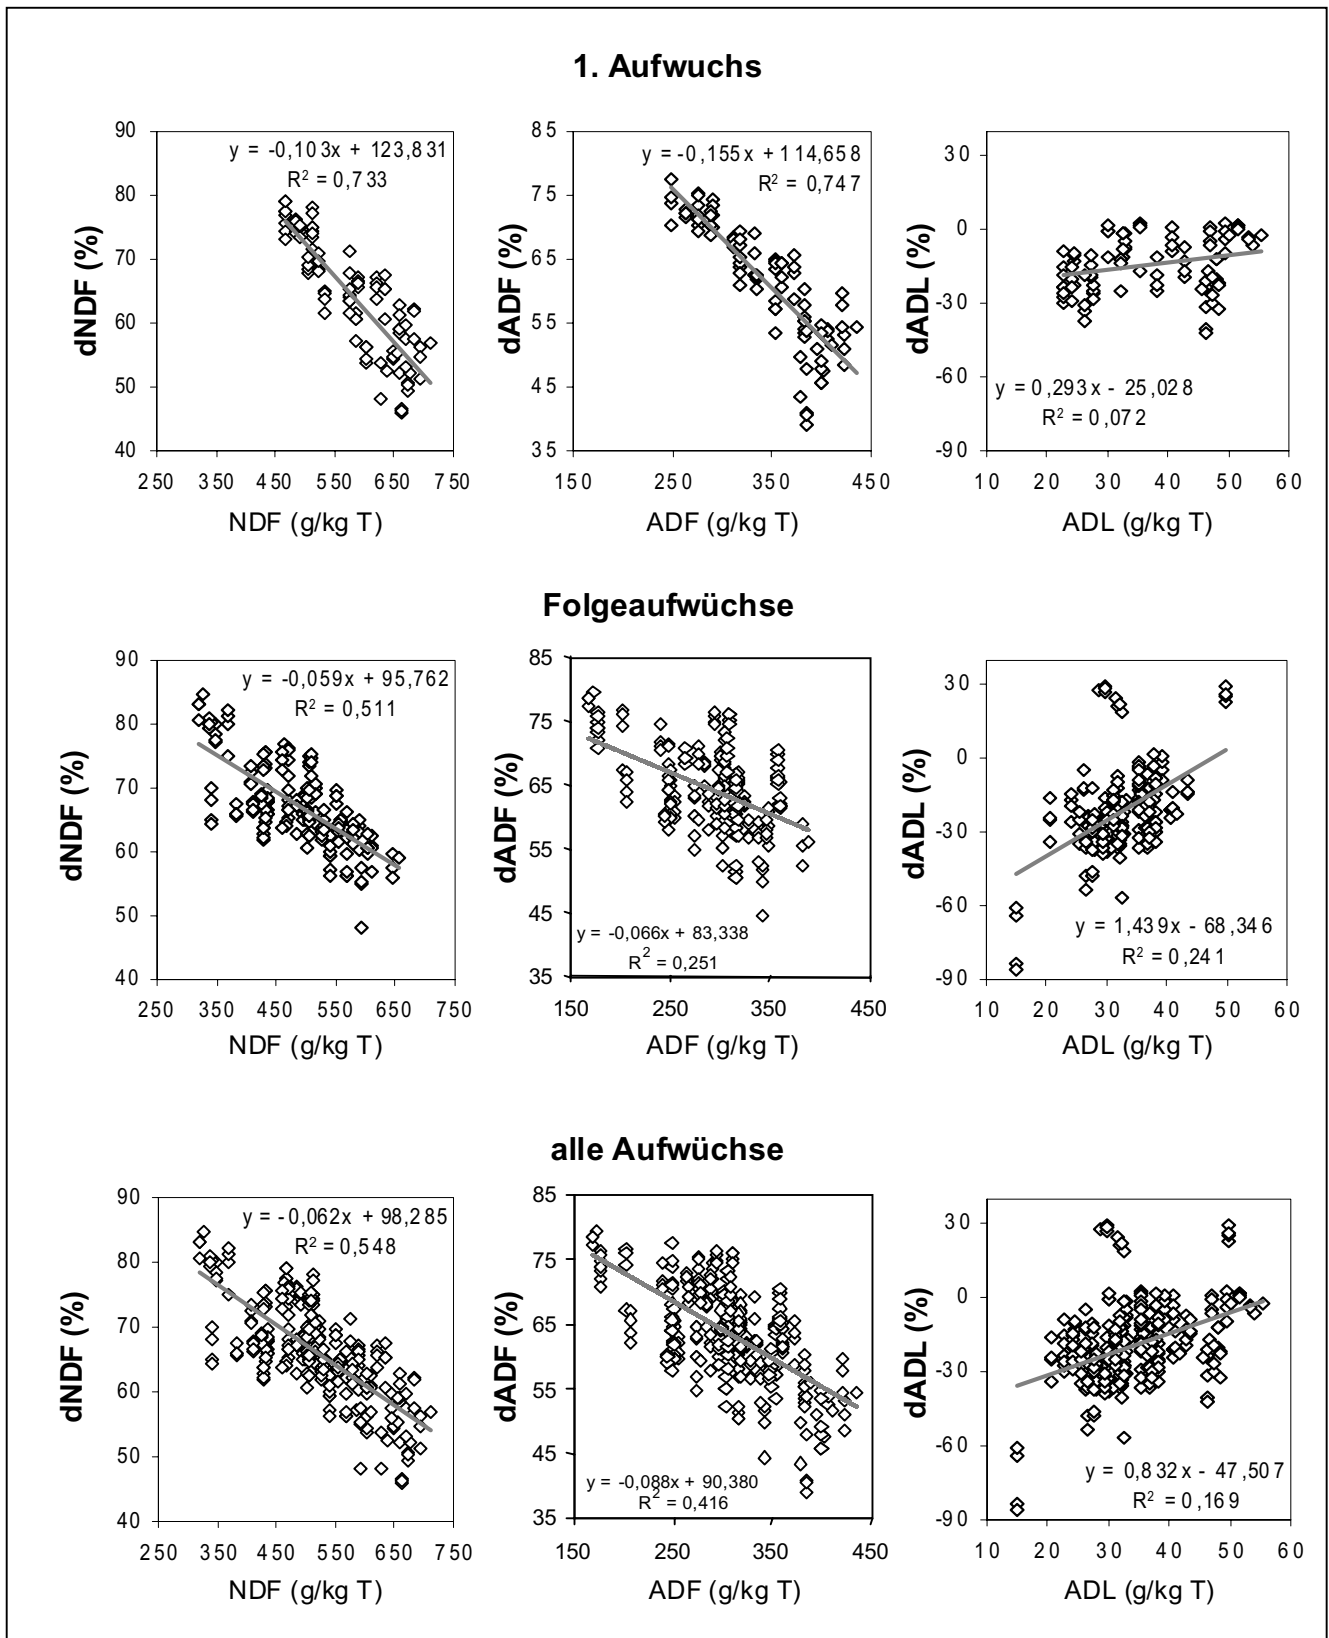 1. Aufwuchs
90
80
70
60
50
40
dNDF (%)
y = -0,103x + 123,831
R² = 0,733
250 350 450 550 650 750
NDF (g/kg T)
85
75
65
55
45
35
dADF (%)
y = -0,155x + 114,658
R² = 0,747
150 250 350 450
ADF (g/kg T)
30
0
-30
-60
-90
dADL (%)
y = 0,293x - 25,028
R² = 0,072
10 20 30 40 50 60
ADL (g/kg T)
Folgeaufwüchse
90
80
70
60
50
40
dNDF (%)
y = -0,059x + 95,762
R² = 0,511
250 350 450 550 650 750
NDF (g/kg T)
85
75
65
55
45
35
dADF (%)
y = -0,066x + 83,338
R² = 0,251
150 250 350 450
ADF (g/kg T)
30
0
-30
-60
-90
dADL (%)
y = 1,439x - 68,346
R² = 0,241
10 20 30 40 50 60
ADL (g/kg T)
alle Aufwüchse
90
80
70
60
50
40
dNDF (%)
y = -0,062x + 98,285
R² = 0,548
250 350 450 550 650 750
NDF (g/kg T)
85
75
65
55
45
35
dADF (%)
y = -0,088x + 90,380
R² = 0,416
150 250 350 450
ADF (g/kg T)
30
0
-30
-60
-90
dADL (%)
y = 0,832x - 47,507
R² = 0,169
10 20 30 40 50 60
ADL (g/kg T)